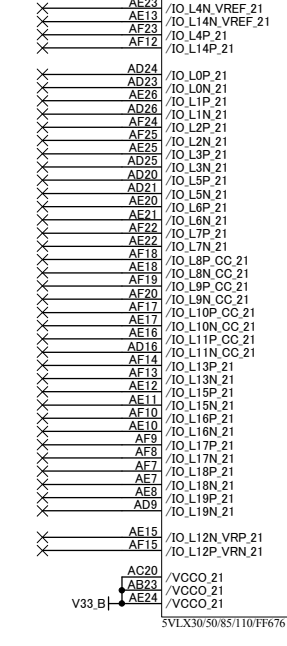 AE23 /IO_L4N_VREF_21
AE13 /IO_L14N_VREF_21
AF23 /IO_L4P_21
AF12 /IO_L14P_21
AD24 /IO_L0P_21
AD23 /IO_L0N_21
AE26 /IO_L1P_21
AD26 /IO_L1N_21
AF24 /IO_L2P_21
AF25 /IO_L2N_21
AE25 /IO_L3P_21
AD25 /IO_L3N_21
AD20 /IO_L5P_21
AD21 /IO_L5N_21
AE20 /IO_L6P_21
AE21 /IO_L6N_21
AF22 /IO_L7P_21
AE22 /IO_L7N_21
AF18 /IO_L8P_CC_21
AE18 /IO_L8N_CC_21
AF19 /IO_L9P_CC_21
AF20 /IO_L9N_CC_21
AF17 /IO_L10P_CC_21
AE17 /IO_L10N_CC_21
AE16 /IO_L11P_CC_21
AD16 /IO_L11N_CC_21
AF14 /IO_L13P_21
AF13 /IO_L13N_21
AE12 /IO_L15P_21
AE11 /IO_L15N_21
AF10 /IO_L16P_21
AE10 /IO_L16N_21
AF9 /IO_L17P_21
AF8 /IO_L17N_21
AF7 /IO_L18P_21
AE7 /IO_L18N_21
AE8 /IO_L19P_21
AD9 /IO_L19N_21
AE15 /IO_L12N_VRP_21
AF15 /IO_L12P_VRN_21
AC20 /VCCO_21
AB23 /VCCO_21
V33_B AE24 /VCCO_21
5VLX30/50/85/110/FF676